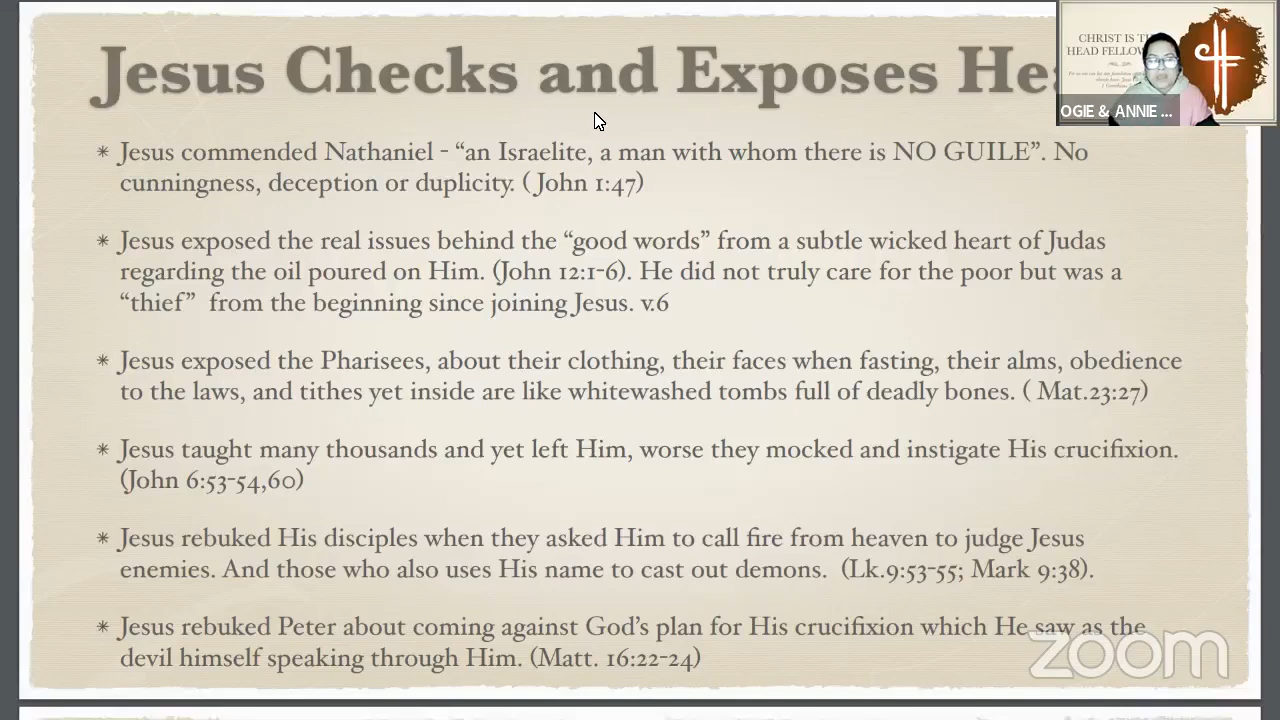 Jesus Checks and Exposes He
CHRIST IS TH
HEAD FELLOW
OGIE & ANNIE ...
* Jesus commended Nathaniel - “an Israelite, a man with whom there is NO GUILE”. No
cunningness, deception or duplicity. ( John 1:47)
* Jesus exposed the real issues behind the “good words” from a subtle wicked heart of Judas
regarding the oil poured on Him. (John 12:1-6). He did not truly care for the poor but was a
“thief” from the beginning since joining Jesus. v.6
* Jesus exposed the Pharisees, about their clothing, their faces when fasting, their alms, obedience
to the laws, and tithes yet inside are like whitewashed tombs full of deadly bones. ( Mat.23:27)
* Jesus taught many thousands and yet left Him, worse they mocked and instigate His crucifixion.
(John 6:53-54,60)
* Jesus rebuked His disciples when they asked Him to call fire from heaven to judge Jesus
enemies. And those who also uses His name to cast out demons. (Lk.9:53-55; Mark 9:38).
* Jesus rebuked Peter about coming against God’s plan for His crucifixion which He saw as the
devil himself speaking through Him. (Matt. 16:22-24)
zoom